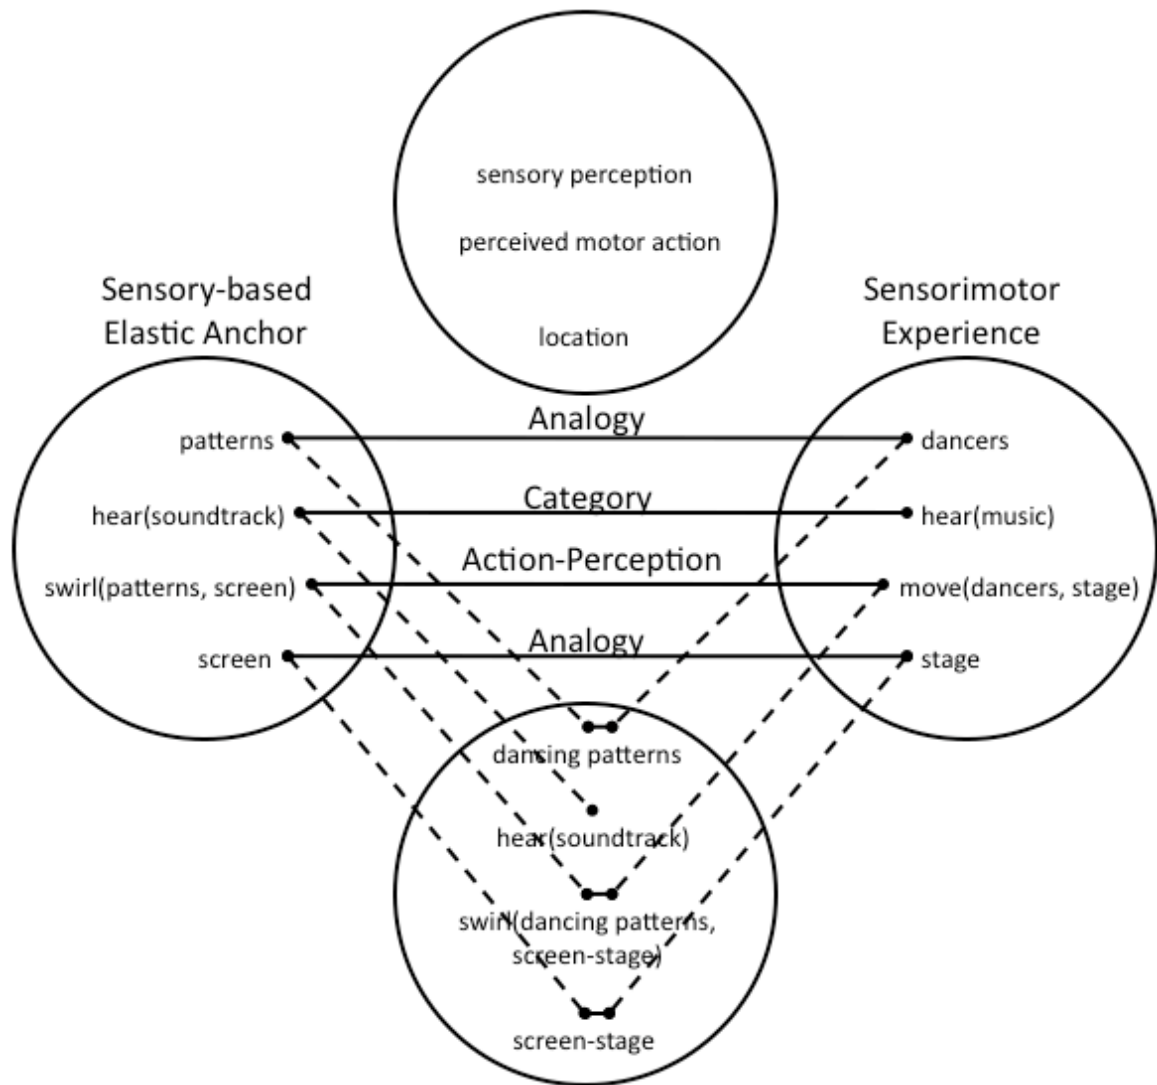 sensory perception
perceived motor action
location
Sensory-based
Elastic Anchor
Sensorimotor
Experience
Analogy
patterns
dancers
Category
hear(soundtrack)
hear(music)
Action-Perception
swirl(patterns, screen)
move(dancers, stage)
Analogy
screen
stage
dancing patterns
hear(soundtrack)
swirl(dancing patterns,
screen-stage)
screen-stage